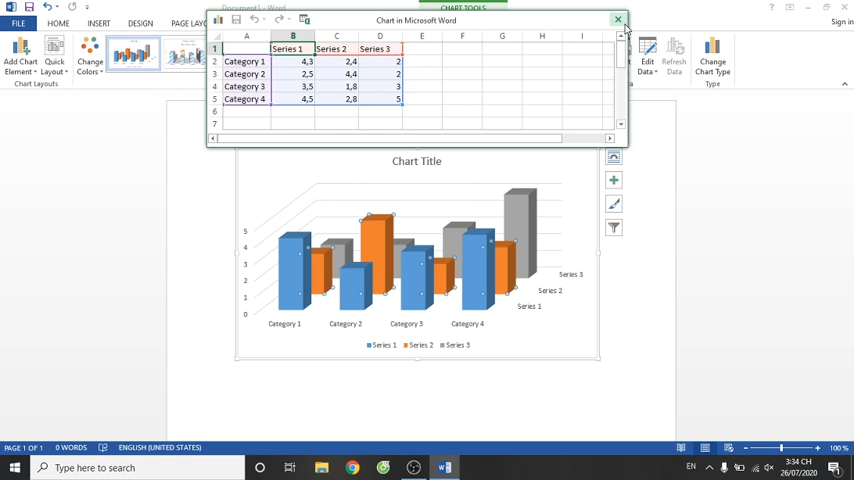 Document1 - Word
CHART TOOLS
Chart in Microsoft Word
FILE HOME INSERT DESIGN PAGE LAY
Sign in
Add Chart Element
Quick Layout
Change Colors
Chart Layouts
Edit Data
Refresh Data
Change Chart Type
Type
A B C D E F G H I
1 Series 1 Series 2 Series 3
2 Category 1 4,3 2,4 2
3 Category 2 2,5 4,4 2
4 Category 3 3,5 1,8 3
5 Category 4 4,5 2,8 5
6
7
Chart Title
5
4
3
2
1
0
Series 3
Series 2
Series 1
Category 1 Category 2 Category 3 Category 4
Series 1 Series 2 Series 3
PAGE 1 OF 1 0 WORDS ENGLISH (UNITED STATES) 100 %
Type here to search
EN
3:34 CH
26/07/2020